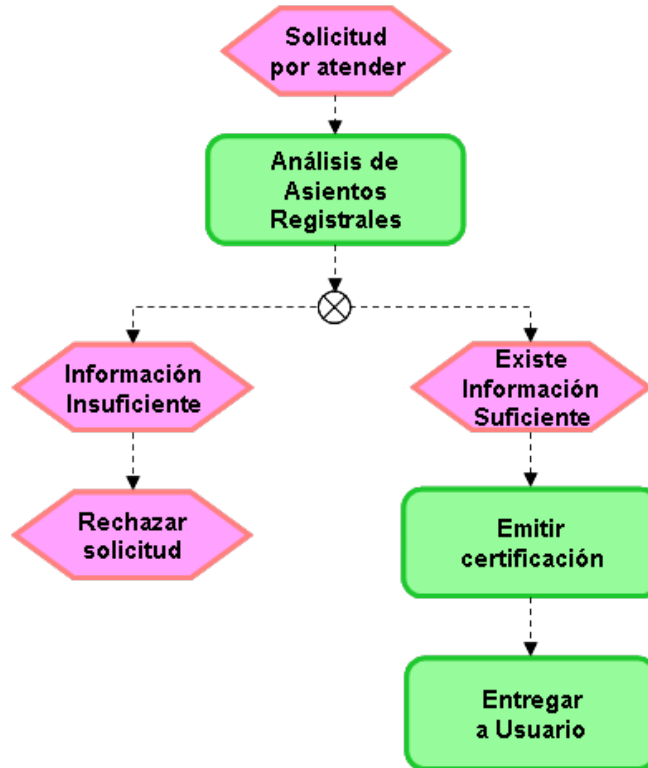 Solicitud
por atender
Análisis de
Asientos
Registrales
Información
Insuficiente
Existe
Información
Suficiente
Rechazar
solicitud
Emitir
certificación
Entregar
a Usuario